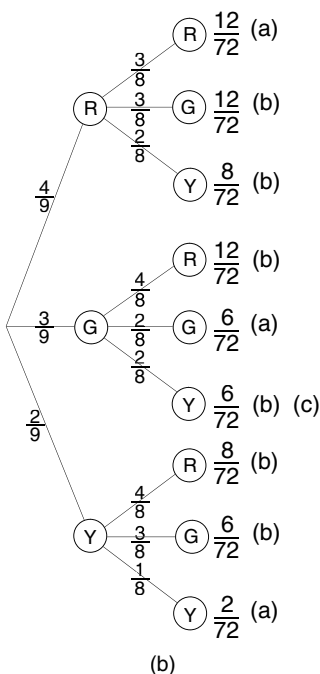 R 12/72 (a)
3/8
R 3/8 G 12/72 (b)
2/8
Y 8/72 (b)
4/9
R 12/72 (b)
4/8
3/9 G 2/8 G 6/72 (a)
2/8
Y 6/72 (b) (c)
2/9
R 8/72 (b)
4/8
Y 3/8 G 6/72 (b)
1/8
Y 2/72 (a)
(b)